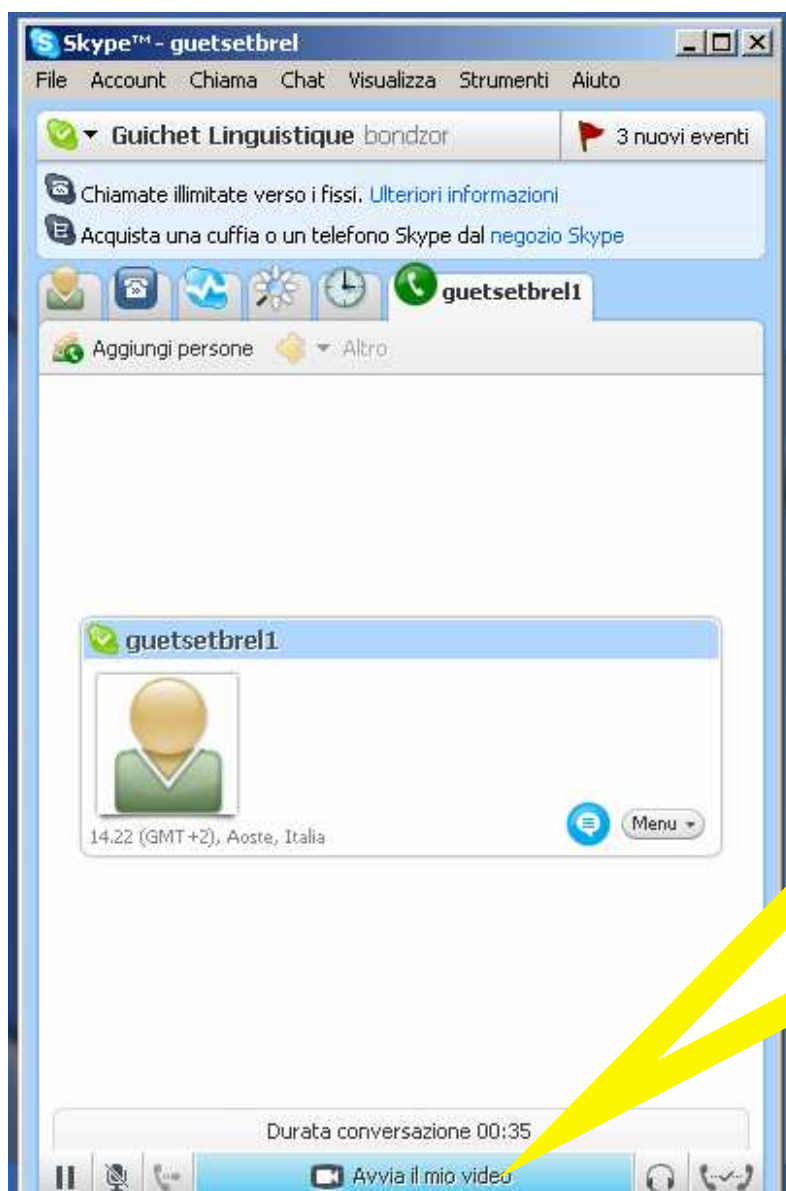 Skype™ - guetsetbrel
File Account Chiama Chat Visualizza Strumenti Aiuto
Guichet Linguistique bondzor 3 nuovi eventi
Chiamate illimitate verso i fissi. Ulteriori informazioni
Acquista una cuffia o un telefono Skype dal negozio Skype
guetsetbrel1
Aggiungi persone Altro
guetsetbrel1
14.22 (GMT+2), Aoste, Italia Menu
Durata conversazione 00:35
Avvia il mio video